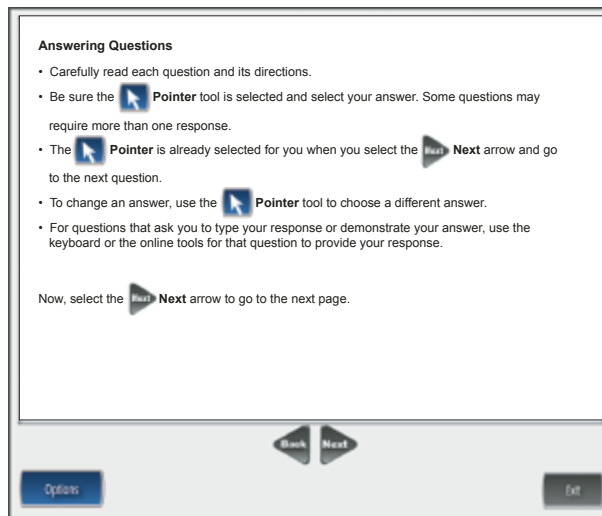 Answering Questions
• Carefully read each question and its directions.
• Be sure the Pointer tool is selected and select your answer. Some questions may
require more than one response.
• The Pointer is already selected for you when you select the Next Next arrow and go
to the next question.
• To change an answer, use the Pointer tool to choose a different answer.
• For questions that ask you to type your response or demonstrate your answer, use the
keyboard or the online tools for that question to provide your response.
Now, select the Next Next arrow to go to the next page.
Back Next
Options Exit